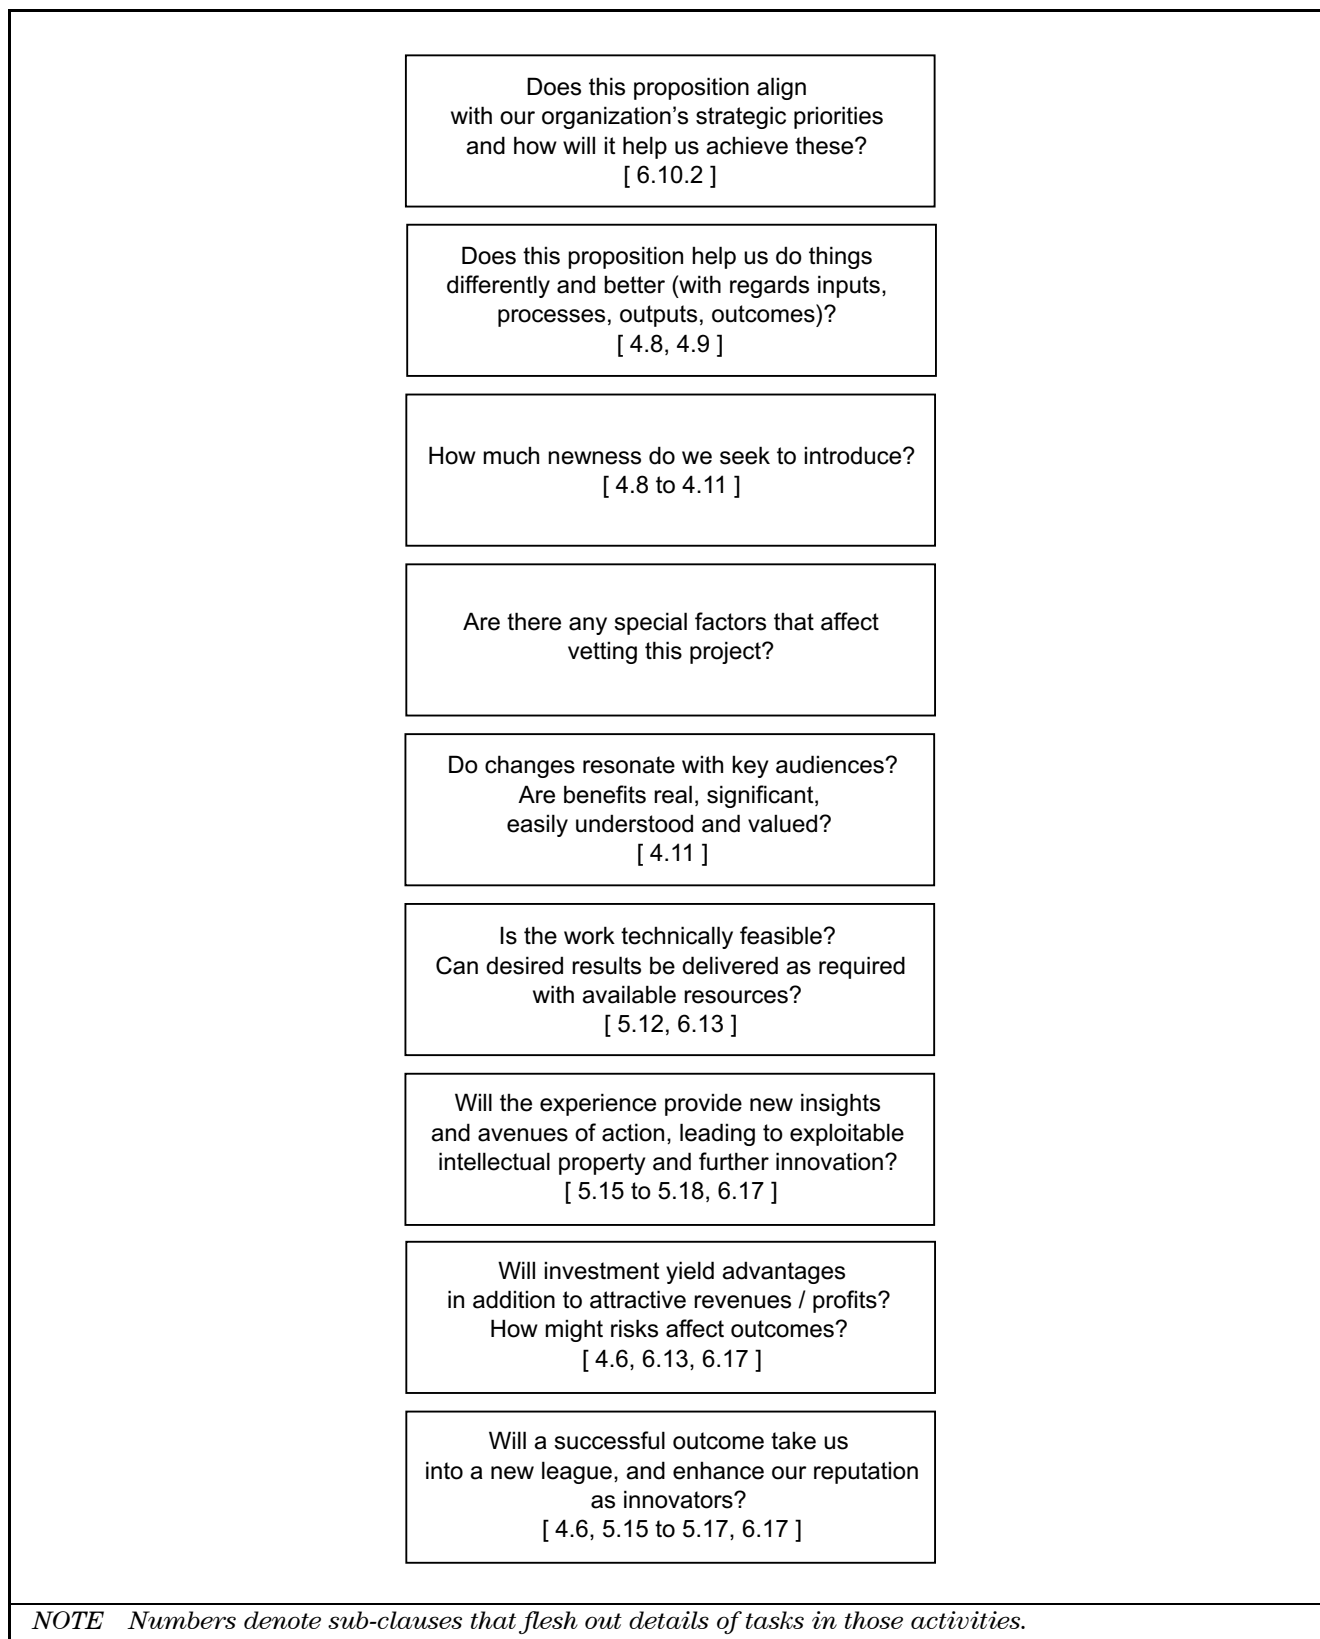 Does this proposition align
with our organization’s strategic priorities
and how will it help us achieve these?
[ 6.10.2 ]
Does this proposition help us do things
differently and better (with regards inputs,
processes, outputs, outcomes)?
[ 4.8, 4.9 ]
How much newness do we seek to introduce?
[ 4.8 to 4.11 ]
Are there any special factors that affect
vetting this project?
Do changes resonate with key audiences?
Are benefits real, significant,
easily understood and valued?
[ 4.11 ]
Is the work technically feasible?
Can desired results be delivered as required
with available resources?
[ 5.12, 6.13 ]
Will the experience provide new insights
and avenues of action, leading to exploitable
intellectual property and further innovation?
[ 5.15 to 5.18, 6.17 ]
Will investment yield advantages
in addition to attractive revenues / profits?
How might risks affect outcomes?
[ 4.6, 6.13, 6.17 ]
Will a successful outcome take us
into a new league, and enhance our reputation
as innovators?
[ 4.6, 5.15 to 5.17, 6.17 ]
NOTE Numbers denote sub-clauses that flesh out details of tasks in those activities.